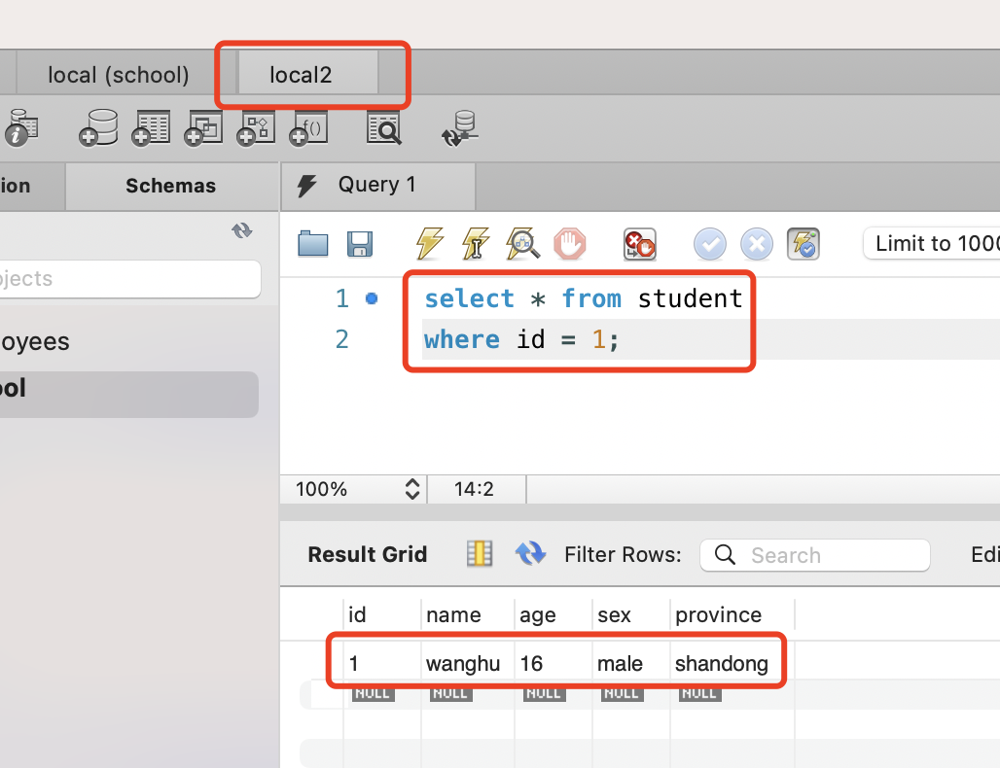 local (school)
local2
ion
Schemas
Query 1
Limit to 1000
jects
1 select * from student
2 where id = 1;
oyees
ool
100%
14:2
Result Grid
Filter Rows:
Search
Edi
id name age sex province
1 wanghu 16 male shandong
NULL NULL NULL NULL NULL